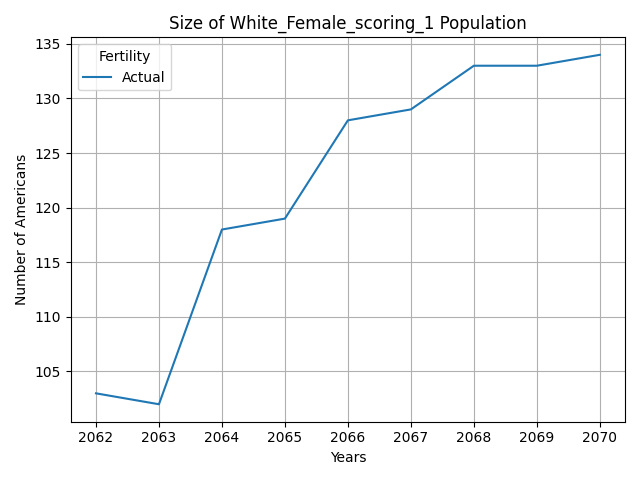 Size of White_Female_scoring_1 Population
Fertility
Actual
Number of Americans
135
130
125
120
115
110
105
2062 2063 2064 2065 2066 2067 2068 2069 2070
Years